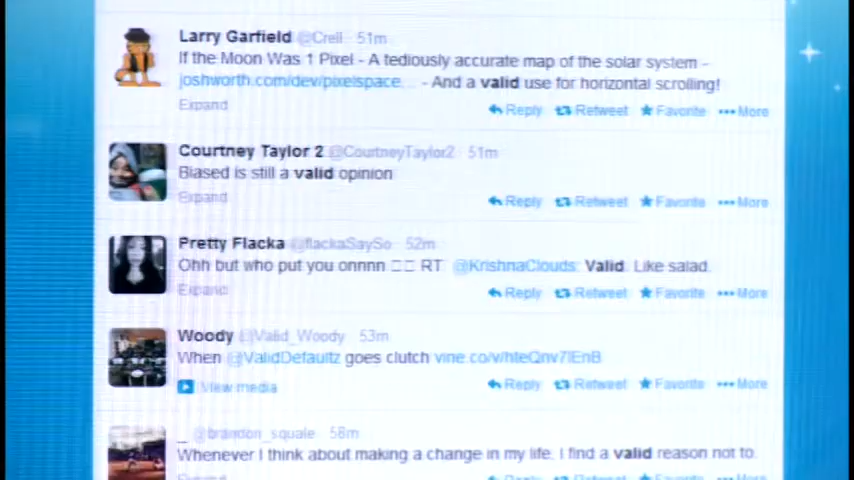 Larry Garfield @Crell 51m
If the Moon Was 1 Pixel - A tediously accurate map of the solar system -
joshworth.com/dev/pixelspace... - And a valid use for horizontal scrolling!
Expand
Reply Retweet Favorite More
Courtney Taylor 2 @CourtneyTaylor2 51m
Biased is still a valid opinion
Expand
Reply Retweet Favorite More
Pretty Flacka @flackaSaySo 52m
Ohh but who put you onnnn □□ RT @KrishnaClouds: Valid. Like salad.
Expand
Reply Retweet Favorite More
Woody @Valid_Woody 53m
When @ValidDefaultz goes clutch
View media
Reply Retweet Favorite More
_ @brandon_squale 58m
Whenever I think about making a change in my life. I find a valid reason not to.